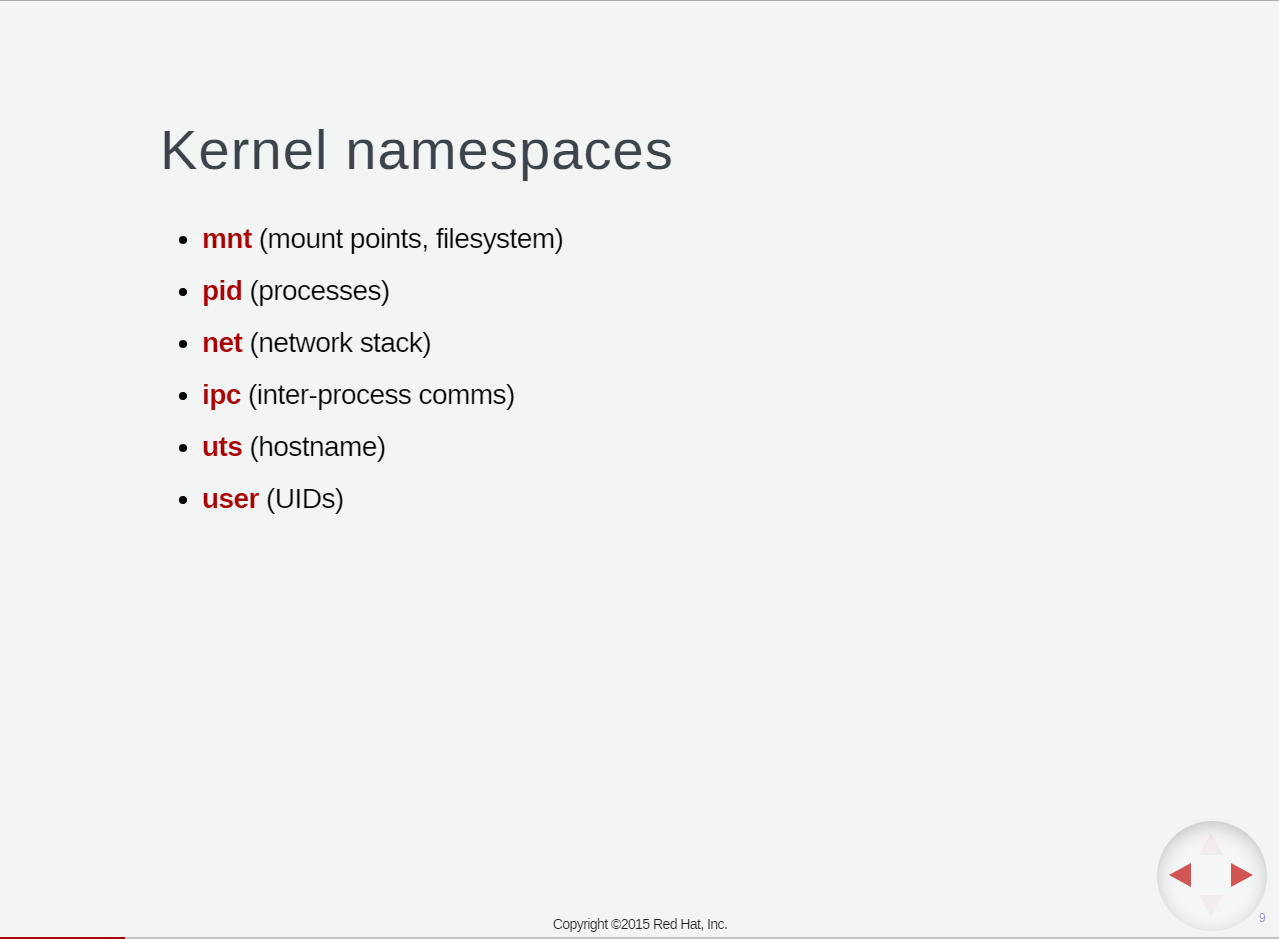 Kernel namespaces
mnt (mount points, filesystem)
pid (processes)
net (network stack)
ipc (inter-process comms)
uts (hostname)
user (UIDs)
Copyright ©2015 Red Hat, Inc.
9